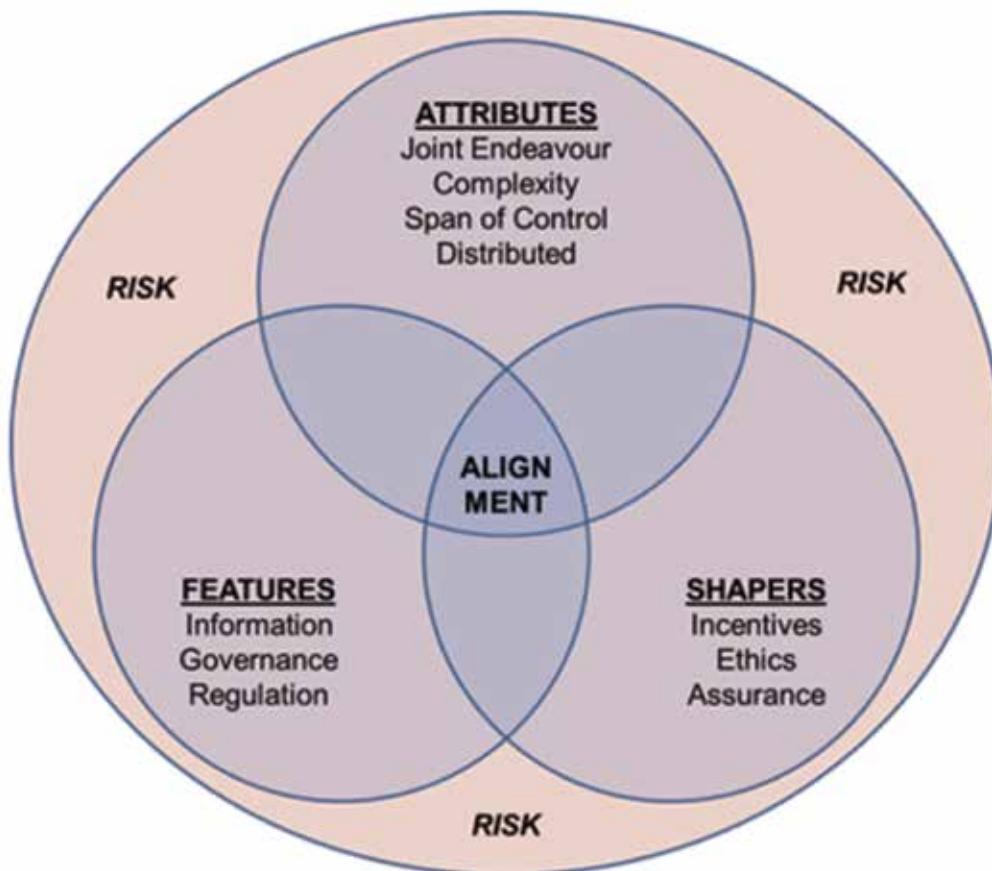 ATTRIBUTES
Joint Endeavour
Complexity
Span of Control
Distributed
RISK
RISK
ALIGN
MENT
FEATURES
Information
Governance
Regulation
SHAPERS
Incentives
Ethics
Assurance
RISK